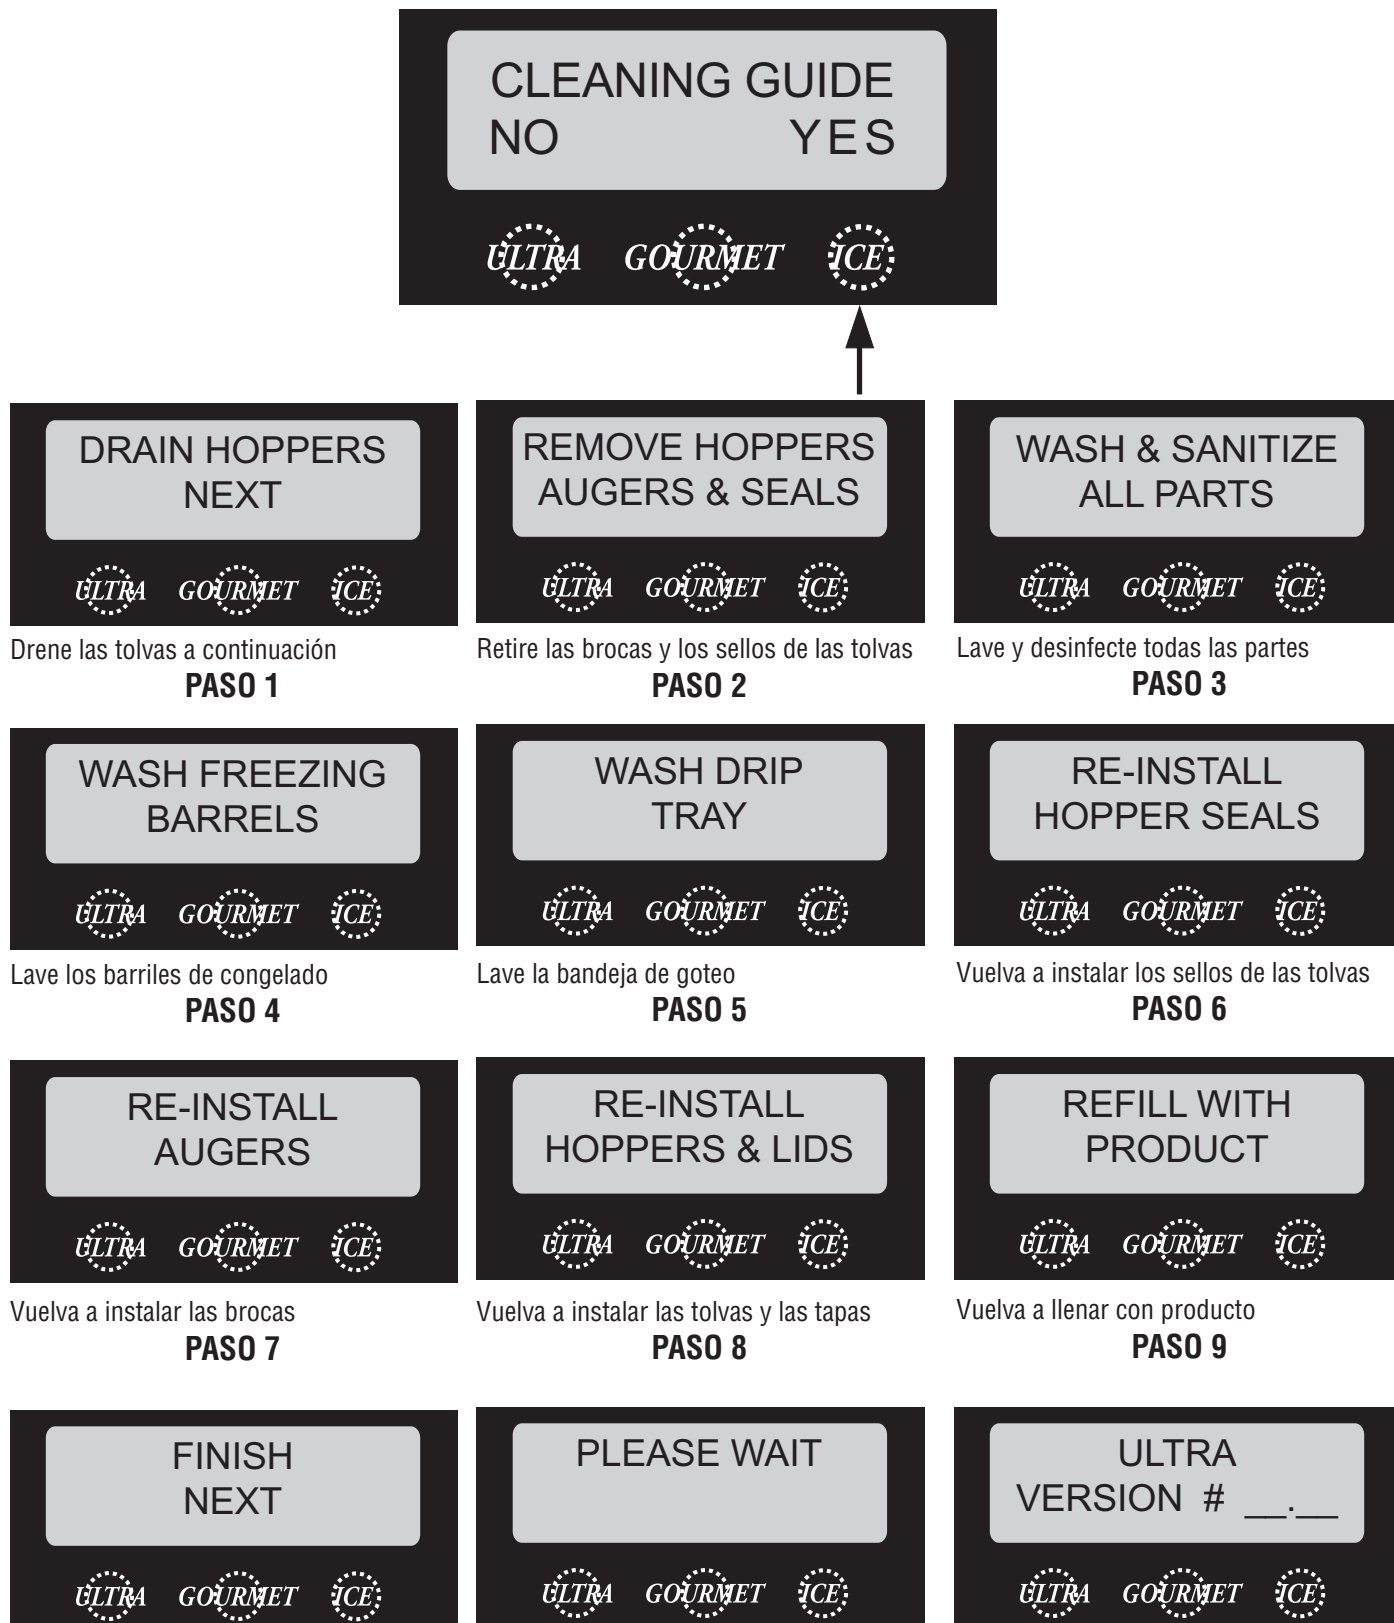 CLEANING GUIDE
NO YES
ULTRA GOURMET ICE
DRAIN HOPPERS
NEXT
ULTRA GOURMET ICE
Drene las tolvas a continuación
PASO 1
REMOVE HOPPERS
AUGERS & SEALS
ULTRA GOURMET ICE
Retire las brocas y los sellos de las tolvas
PASO 2
WASH & SANITIZE
ALL PARTS
ULTRA GOURMET ICE
Lave y desinfecte todas las partes
PASO 3
WASH FREEZING
BARRELS
ULTRA GOURMET ICE
Lave los barriles de congelado
PASO 4
WASH DRIP
TRAY
ULTRA GOURMET ICE
Lave la bandeja de goteo
PASO 5
RE-INSTALL
HOPPER SEALS
ULTRA GOURMET ICE
Vuelva a instalar los sellos de las tolvas
PASO 6
RE-INSTALL
AUGERS
ULTRA GOURMET ICE
Vuelva a instalar las brocas
PASO 7
RE-INSTALL
HOPPERS & LIDS
ULTRA GOURMET ICE
Vuelva a instalar las tolvas y las tapas
PASO 8
REFILL WITH
PRODUCT
ULTRA GOURMET ICE
Vuelva a llenar con producto
PASO 9
FINISH
NEXT
ULTRA GOURMET ICE
PLEASE WAIT
ULTRA GOURMET ICE
ULTRA
VERSION # __.__
ULTRA GOURMET ICE